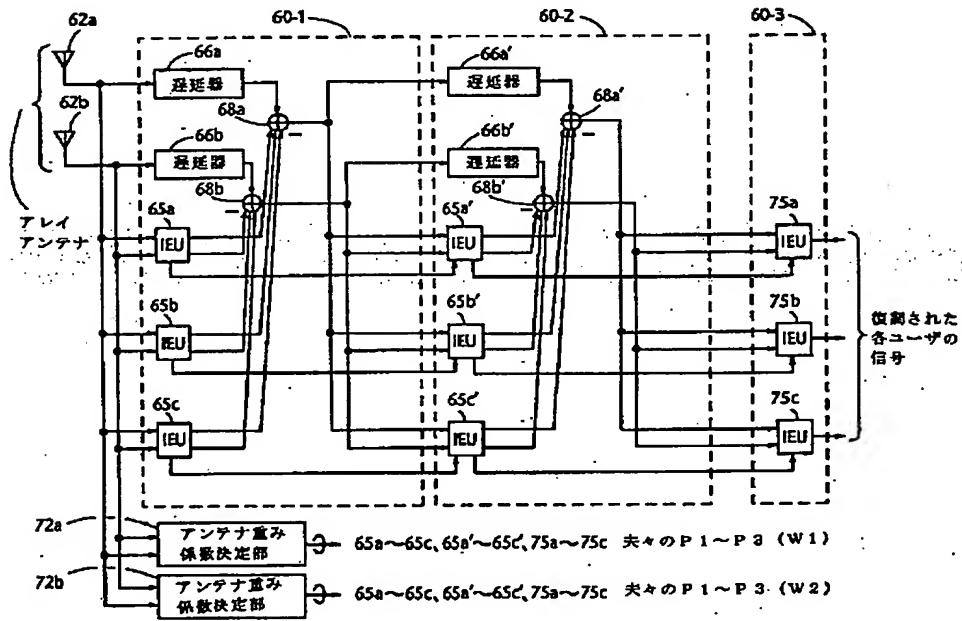 62a
60-1
60-2
60-3
66a
遅延器
66a′
遅延器
62b
68a
68a′
66b
遅延器
66b′
遅延器
68b
68b′
アレイ
アンテナ
65a
IEU
65a′
IEU
75a
IEU
65b
IEU
65b′
IEU
75b
IEU
復調された
各ユーザの
信号
65c
IEU
65c′
IEU
75c
IEU
72a
アンテナ重み
係数決定部
65a〜65c、65a′〜65c′、75a〜75c 夫々のP1〜P3 (W1)
72b
アンテナ重み
係数決定部
65a〜65c、65a′〜65c′、75a〜75c 夫々のP1〜P3 (W2)